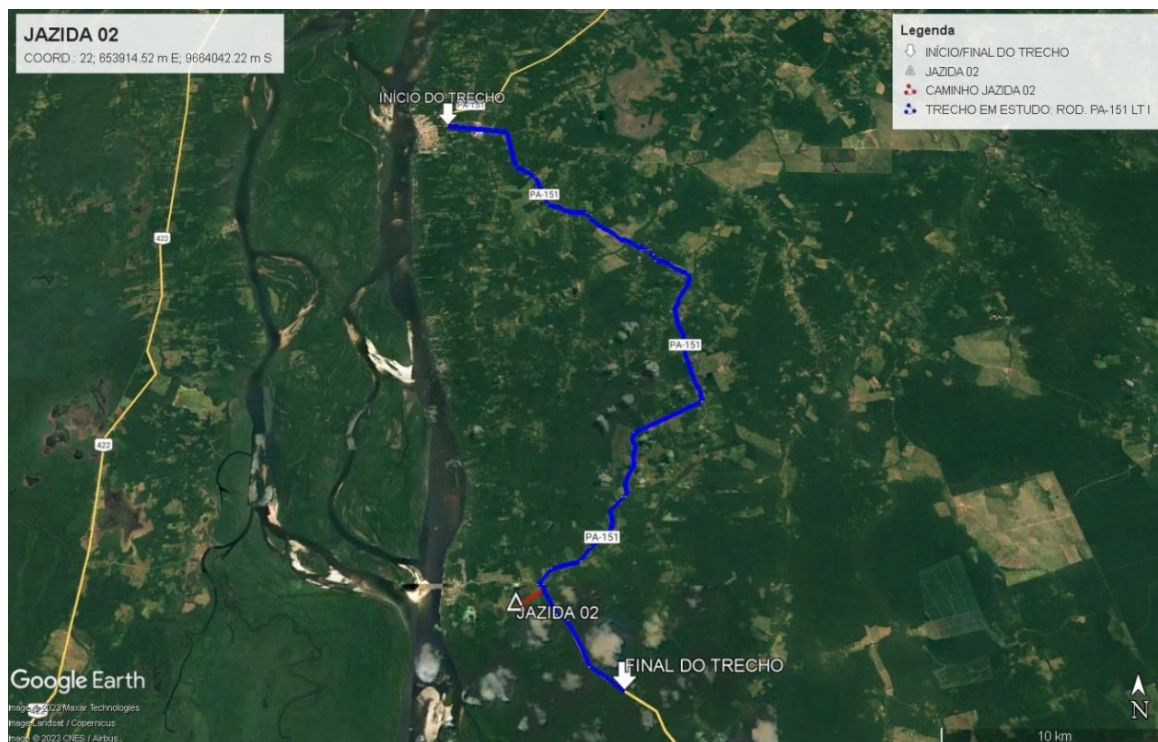 JAZIDA 02
COORD.: 22; 653914.52 m E; 9664042.22 m S
Legenda
INÍCIO/FINAL DO TRECHO
JAZIDA 02
CAMINHO JAZIDA 02
TRECHO EM ESTUDO: ROD. PA-151 LT I
INÍCIO DO TRECHO
PA-151
PA-151
422
PA-151
422
PA-151
JAZIDA 02
FINAL DO TRECHO
Google Earth
Image © 2023 Maxar Technologies
Image Landsat / Copernicus
Image © 2023 CNES / Airbus
422
N
10 km